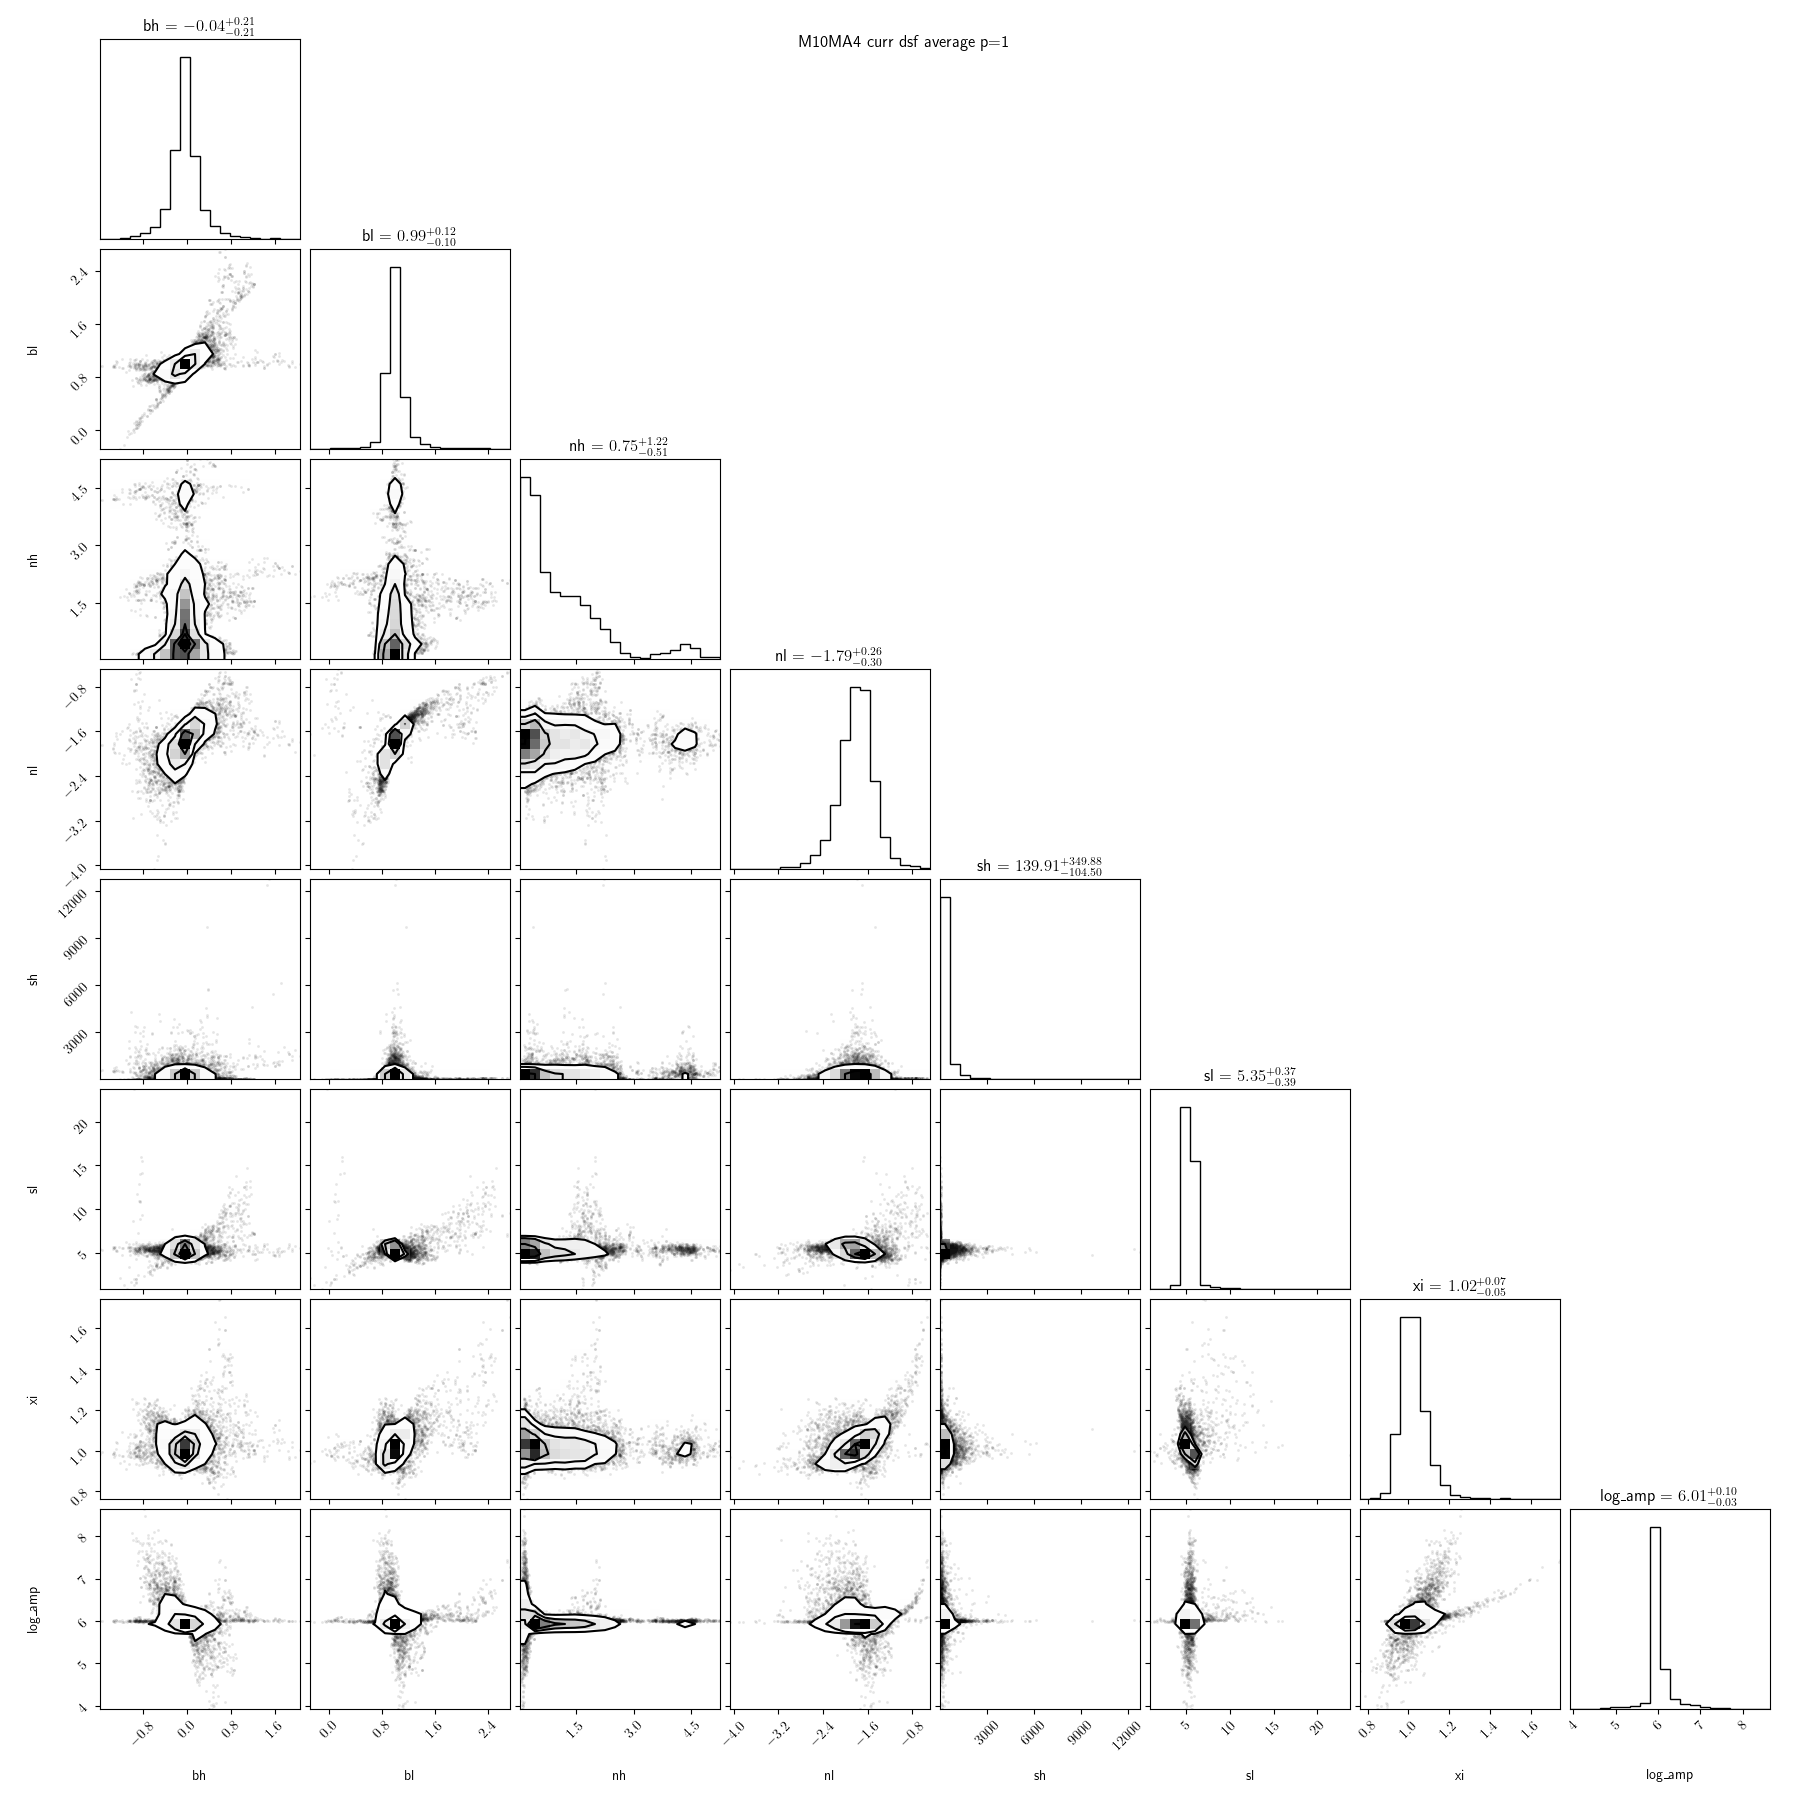 M10MA4 curr dsf average p=1
bh = −0.04^{+0.21}_{−0.21}
bl = 0.99^{+0.12}_{−0.10}
bl
2.4
1.6
0.8
0.0
nh = 0.75^{+1.22}_{−0.51}
nh
4.5
3.0
1.5
nl = −1.79^{+0.26}_{−0.30}
nl
−0.8
−1.6
−2.4
−3.2
−4.0
sh = 139.91^{+349.88}_{−104.50}
sh
12000
9000
6000
3000
sl = 5.35^{+0.37}_{−0.39}
sl
20
15
10
5
xi = 1.02^{+0.07}_{−0.05}
xi
1.6
1.4
1.2
1.0
0.8
log_amp = 6.01^{+0.10}_{−0.03}
log_amp
8
7
6
5
4
−0.8 0.0 0.8 1.6 0.0 0.8 1.6 2.4 1.5 3.0 4.5 −4.0 −3.2 −2.4 −1.6 −0.8 3000 6000 9000 12000 5 10 15 20 0.8 1.0 1.2 1.4 1.6 4 5 6 7 8
bh bl nh nl sh sl xi log_amp